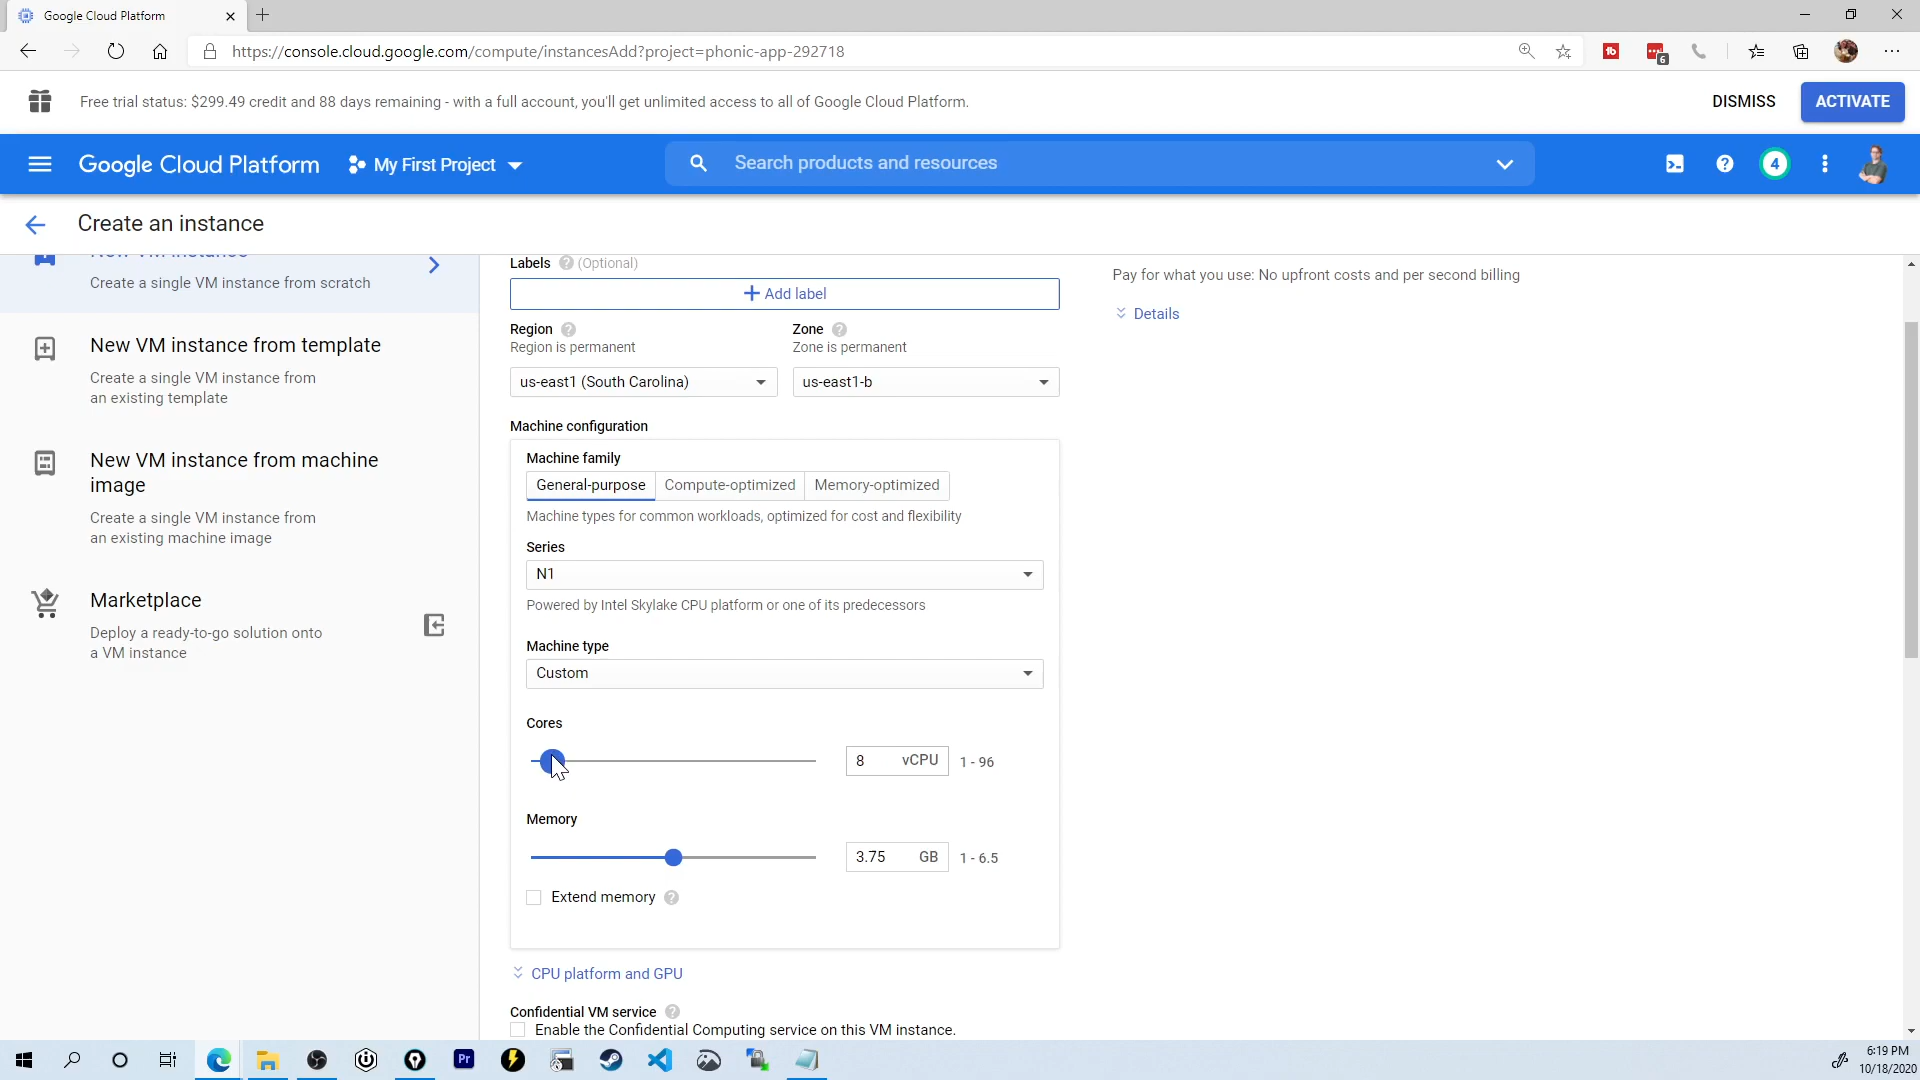 Google Cloud Platform
https://console.cloud.google.com/compute/instancesAdd?project=phonic-app-292718
6
Free trial status: $299.49 credit and 88 days remaining - with a full account, you'll get unlimited access to all of Google Cloud Platform.
DISMISS
ACTIVATE
Google Cloud Platform
My First Project
Search products and resources
4
Create an instance
New VM instance
Create a single VM instance from scratch
New VM instance from template
Create a single VM instance from
an existing template
New VM instance from machine
image
Create a single VM instance from
an existing machine image
Marketplace
Deploy a ready-to-go solution onto
a VM instance
Labels ? (Optional)
+ Add label
Region ?
Region is permanent
us-east1 (South Carolina)
Zone ?
Zone is permanent
us-east1-b
Machine configuration
Machine family
General-purpose
Compute-optimized
Memory-optimized
Machine types for common workloads, optimized for cost and flexibility
Series
N1
Powered by Intel Skylake CPU platform or one of its predecessors
Machine type
Custom
Cores
8 vCPU 1 - 96
Memory
3.75 GB 1 - 6.5
Extend memory ?
CPU platform and GPU
Confidential VM service ?
Enable the Confidential Computing service on this VM instance.
Pay for what you use: No upfront costs and per second billing
Details
Pr
6:19 PM
10/18/2020